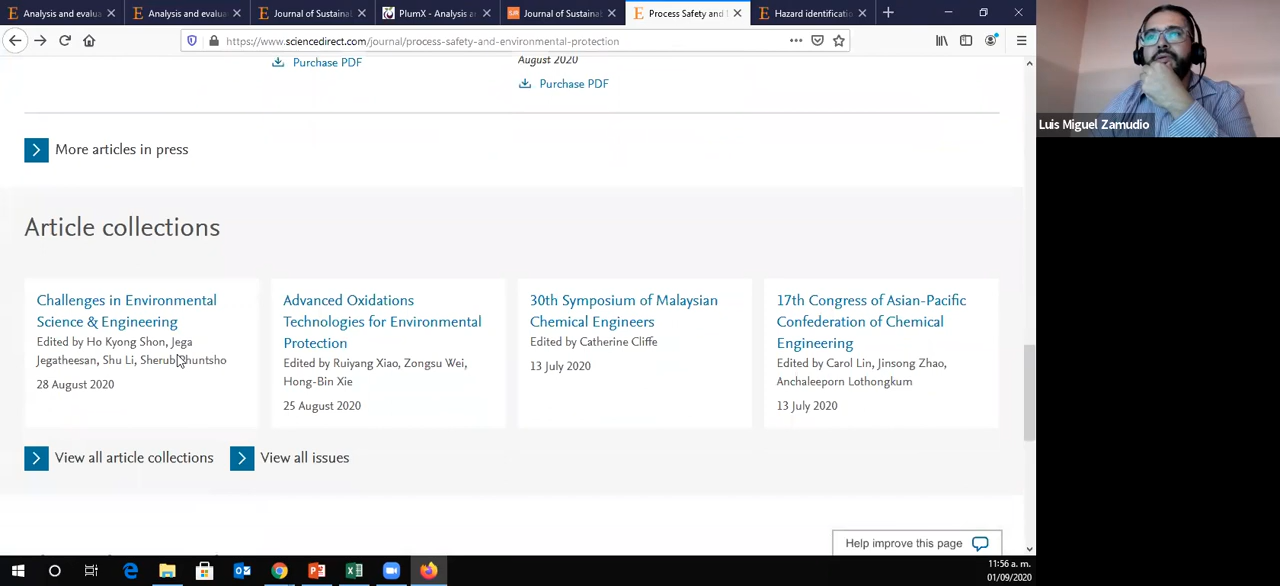 Analysis and evalua
Analysis and evalua
Journal of Sustaina
PlumX - Analysis a
Journal of Sustaina
Process Safety and
Hazard identificatio
https://www.sciencedirect.com/journal/process-safety-and-environmental-protection
Luis Miguel Zamudio
August 2020
Purchase PDF
Purchase PDF
More articles in press
Article collections
Challenges in Environmental
Science & Engineering
Edited by Ho Kyong Shon, Jega
Jegatheesan, Shu Li, Sherub Phuntsho
28 August 2020
Advanced Oxidations
Technologies for Environmental
Protection
Edited by Ruiyang Xiao, Zongsu Wei,
Hong-Bin Xie
25 August 2020
30th Symposium of Malaysian
Chemical Engineers
Edited by Catherine Cliffe
13 July 2020
17th Congress of Asian-Pacific
Confederation of Chemical
Engineering
Edited by Carol Lin, Jinsong Zhao,
Anchaleeporn Lothongkum
13 July 2020
View all article collections
View all issues
Help improve this page
11:56 a. m.
01/09/2020